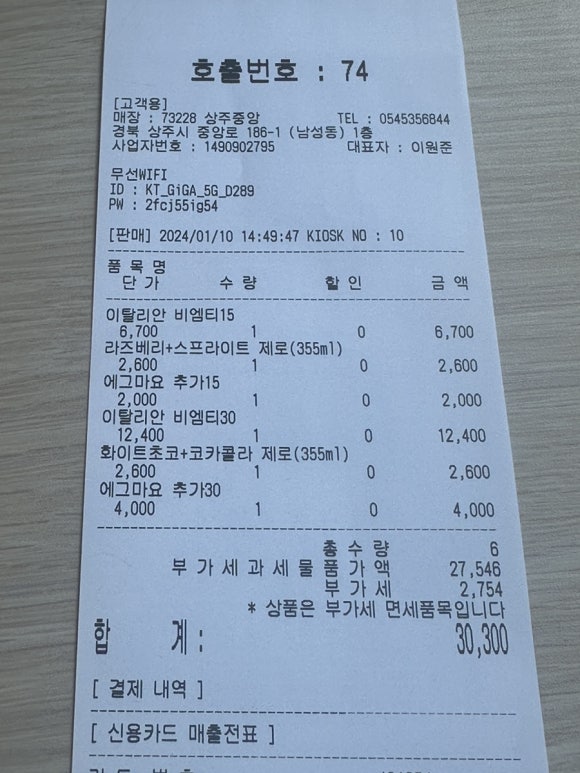 호출번호 : 74
[고객용]
매장 : 73228 상주중앙 TEL : 0545356844
경북 상주시 중앙로 186-1 (남성동) 1층
사업자번호 : 1490902795 대표자 : 이원준
무선WIFI
ID : KT_GiGA_5G_D289
PW : 2fcj55ig54
[판매] 2024/01/10 14:49:47 KIOSK NO : 10
품 목 명
단 가 수 량 할 인 금 액
이탈리안 비엠티15
6,700 1 0 6,700
라즈베리+스프라이트 제로(355ml)
2,600 1 0 2,600
에그마요 추가15
2,000 1 0 2,000
이탈리안 비엠티30
12,400 1 0 12,400
화이트초코+코카콜라 제로(355ml)
2,600 1 0 2,600
에그마요 추가30
4,000 1 0 4,000
총 수 량 6
부 가 세 과 세 물 품 가 액 27,546
부 가 세 2,754
* 상품은 부가세 면세품목입니다
합 계: 30,300
[ 결제 내역 ]
[ 신용카드 매출전표 ]